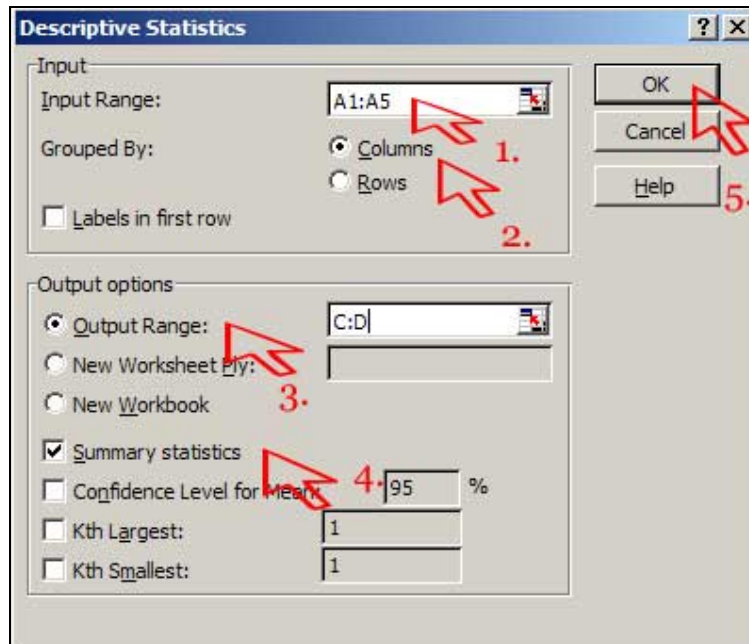 Descriptive Statistics
Input
Input Range: A1:A5
OK
1.
Cancel
Grouped By: Columns
Rows
Help
5.
Labels in first row
2.
Output options
Output Range: C:D
New Worksheet Ply:
3.
New Workbook
Summary statistics
4.
Confidence Level for Mean: 95 %
Kth Largest: 1
Kth Smallest: 1